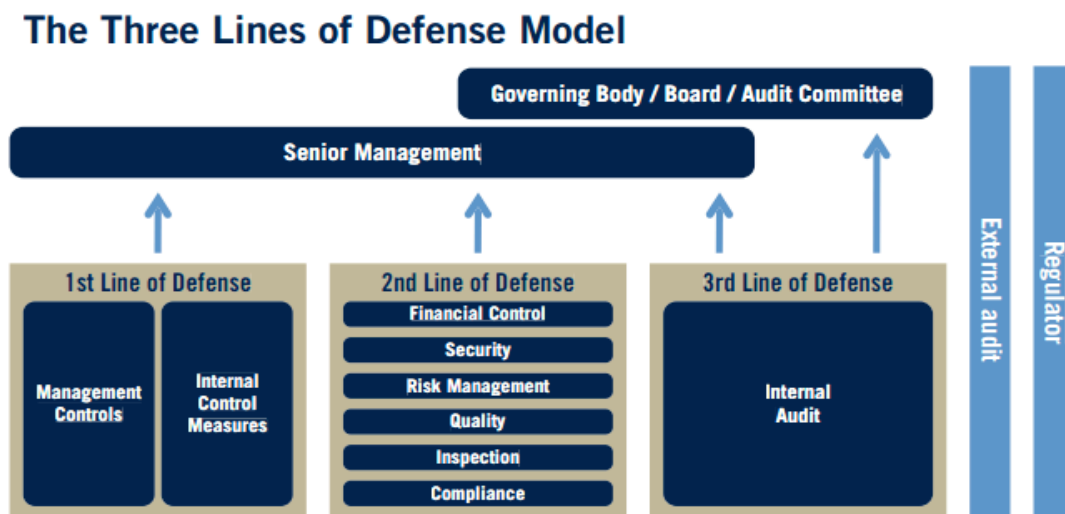 The Three Lines of Defense Model
Governing Body / Board / Audit Committee
Senior Management
1st Line of Defense
Management
Controls
Internal
Control
Measures
2nd Line of Defense
Financial Control
Security
Risk Management
Quality
Inspection
Compliance
3rd Line of Defense
Internal
Audit
External audit
Regulator